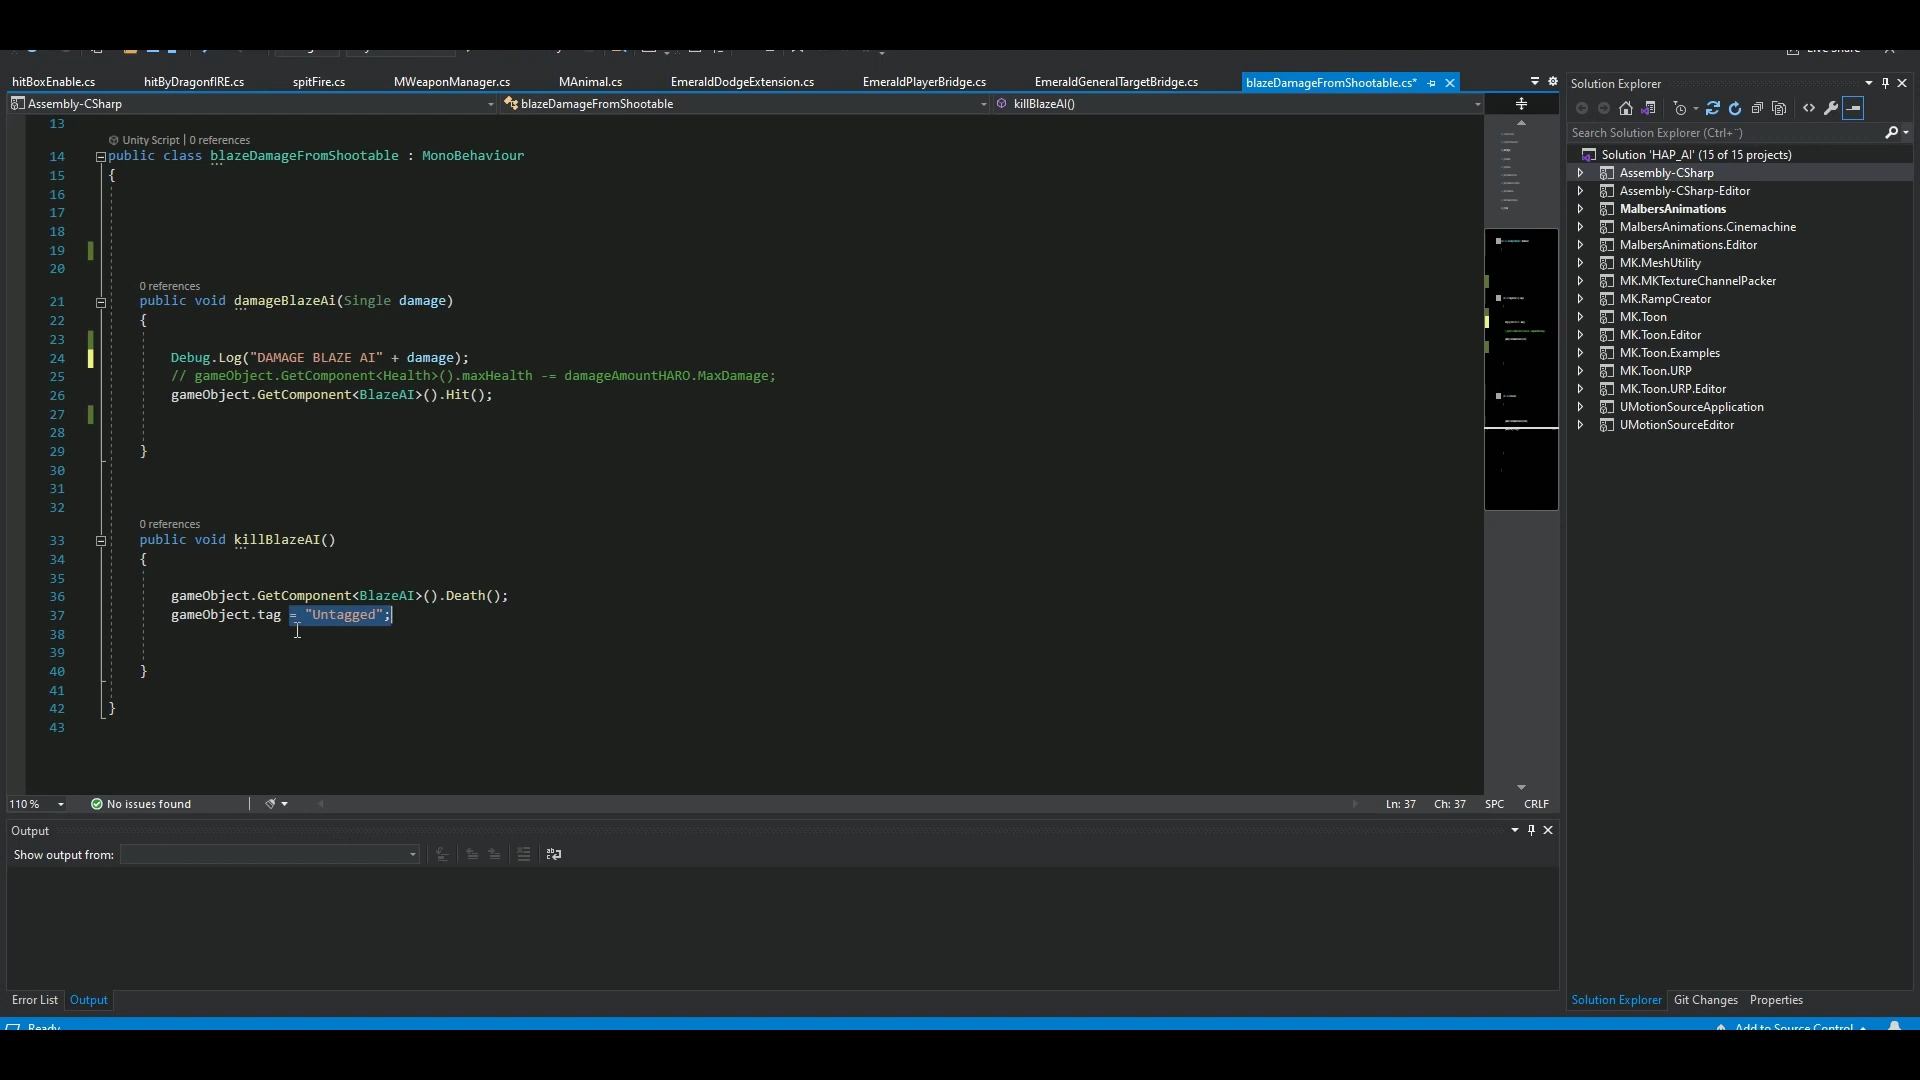 hitBoxEnable.cs hitByDragonfIRE.cs spitFire.cs MWeaponManager.cs MAnimal.cs EmeraldDodgeExtension.cs EmeraldPlayerBridge.cs EmeraldGeneralTargetBridge.cs blazeDamageFromShootable.cs*
Assembly-CSharp blazeDamageFromShootable killBlazeAI()
13
Unity Script | 0 references
14 public class blazeDamageFromShootable : MonoBehaviour
15 {
16
17
18
19
20
0 references
21 public void damageBlazeAi(Single damage)
22 {
23
24 Debug.Log("DAMAGE BLAZE AI" + damage);
25 // gameObject.GetComponent<Health>().maxHealth -= damageAmountHARO.MaxDamage;
26 gameObject.GetComponent<BlazeAI>().Hit();
27
28
29 }
30
31
32
0 references
33 public void killBlazeAI()
34 {
35
36 gameObject.GetComponent<BlazeAI>().Death();
37 gameObject.tag = "Untagged";
38
39
40 }
41
42 }
43
110 % No issues found Ln: 37 Ch: 37 SPC CRLF
Output
Show output from:
Error List Output
Live Share
Solution Explorer
Search Solution Explorer (Ctrl+¨)
Solution 'HAP_AI' (15 of 15 projects)
Assembly-CSharp
Assembly-CSharp-Editor
MalbersAnimations
MalbersAnimations.Cinemachine
MalbersAnimations.Editor
MK.MeshUtility
MK.MKTextureChannelPacker
MK.RampCreator
MK.Toon
MK.Toon.Editor
MK.Toon.Examples
MK.Toon.URP
MK.Toon.URP.Editor
UMotionSourceApplication
UMotionSourceEditor
Solution Explorer Git Changes Properties
Ready Add to Source Control